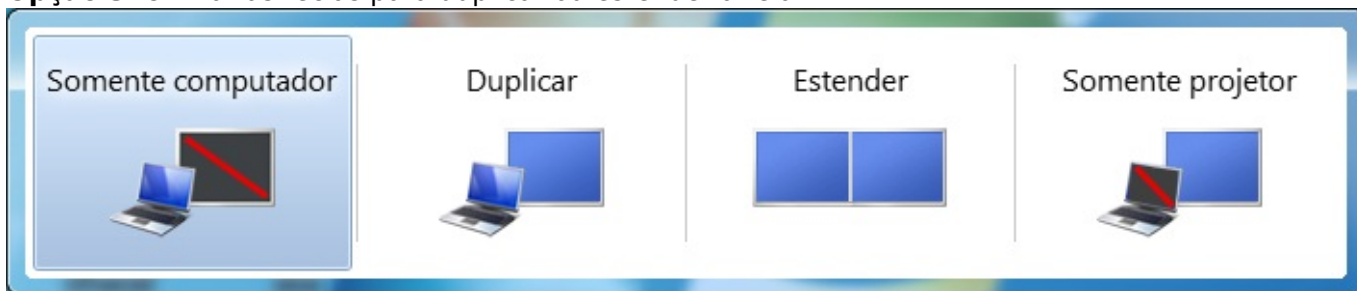 Somente computador
Duplicar
Estender
Somente projetor